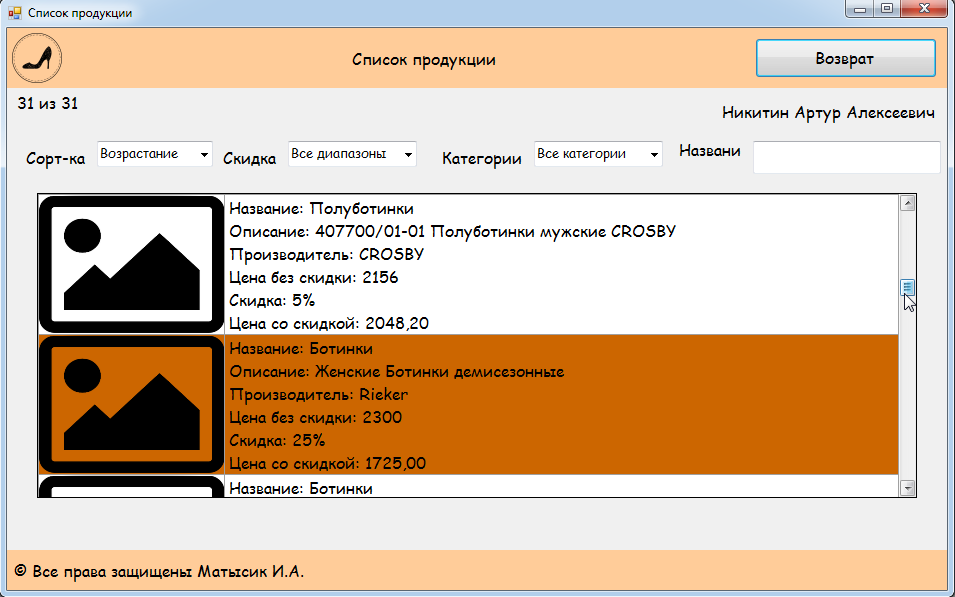 Список продукции
Список продукции
Возврат
31 из 31
Никитин Артур Алексеевич
Сорт-ка
Возрастание
Скидка
Все диапазоны
Категории
Все категории
Названи
Название: Полуботинки
Описание: 407700/01-01 Полуботинки мужские CROSBY
Производитель: CROSBY
Цена без скидки: 2156
Скидка: 5%
Цена со скидкой: 2048,20
Название: Ботинки
Описание: Женские Ботинки демисезонные
Производитель: Rieker
Цена без скидки: 2300
Скидка: 25%
Цена со скидкой: 1725,00
Название: Ботинки
© Все права защищены Матысик И.А.